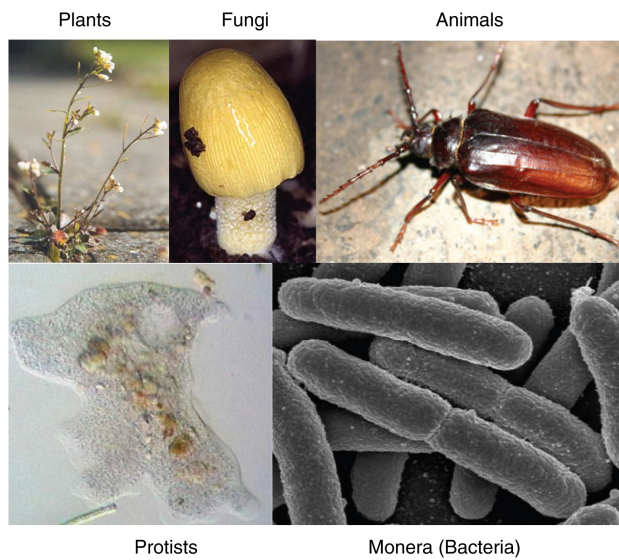 Plants
Fungi
Animals
Protists
Monera (Bacteria)